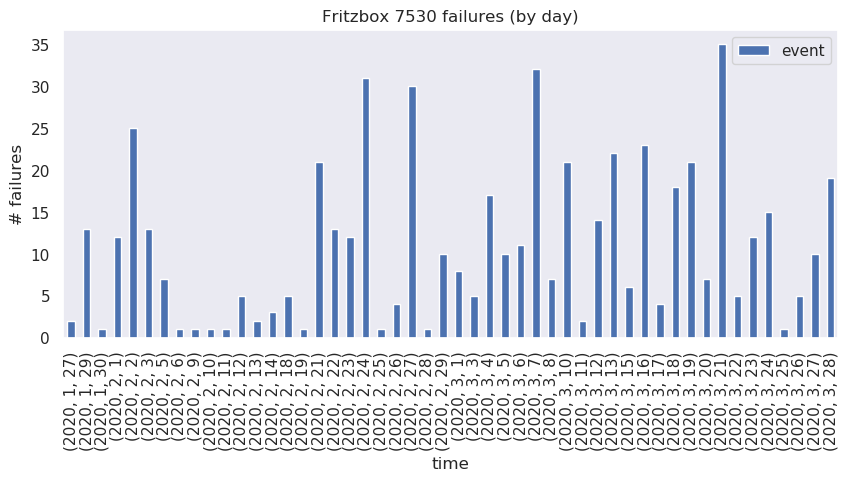 Fritzbox 7530 failures (by day)
event
# failures
35
30
25
20
15
10
5
0
(2020, 1, 27)
(2020, 1, 29)
(2020, 1, 30)
(2020, 2, 1)
(2020, 2, 2)
(2020, 2, 3)
(2020, 2, 5)
(2020, 2, 6)
(2020, 2, 9)
(2020, 2, 10)
(2020, 2, 11)
(2020, 2, 12)
(2020, 2, 13)
(2020, 2, 14)
(2020, 2, 18)
(2020, 2, 19)
(2020, 2, 21)
(2020, 2, 22)
(2020, 2, 23)
(2020, 2, 24)
(2020, 2, 25)
(2020, 2, 26)
(2020, 2, 27)
(2020, 2, 28)
(2020, 2, 29)
(2020, 3, 1)
(2020, 3, 3)
(2020, 3, 4)
(2020, 3, 5)
(2020, 3, 6)
(2020, 3, 7)
(2020, 3, 8)
(2020, 3, 10)
(2020, 3, 11)
(2020, 3, 12)
(2020, 3, 13)
(2020, 3, 15)
(2020, 3, 16)
(2020, 3, 17)
(2020, 3, 18)
(2020, 3, 19)
(2020, 3, 20)
(2020, 3, 21)
(2020, 3, 22)
(2020, 3, 23)
(2020, 3, 24)
(2020, 3, 25)
(2020, 3, 26)
(2020, 3, 27)
(2020, 3, 28)
time